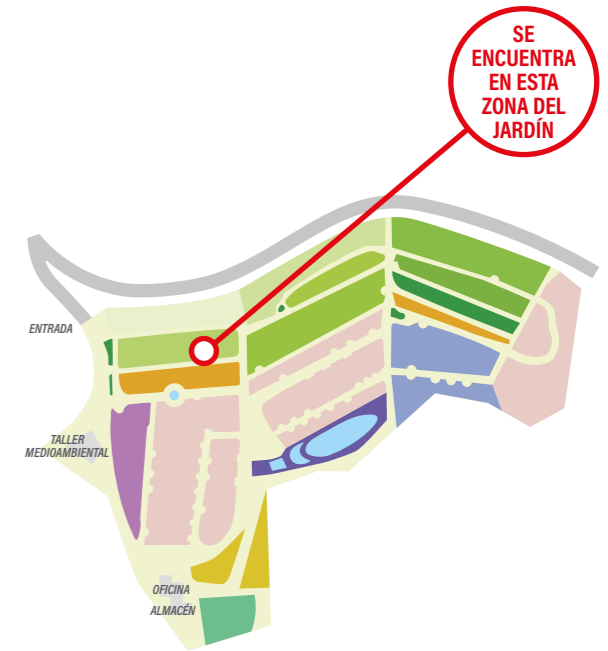 SE
ENCUENTRA
EN ESTA
ZONA DEL
JARDÍN
ENTRADA
TALLER
MEDIOAMBIENTAL
OFICINA
ALMACÉN